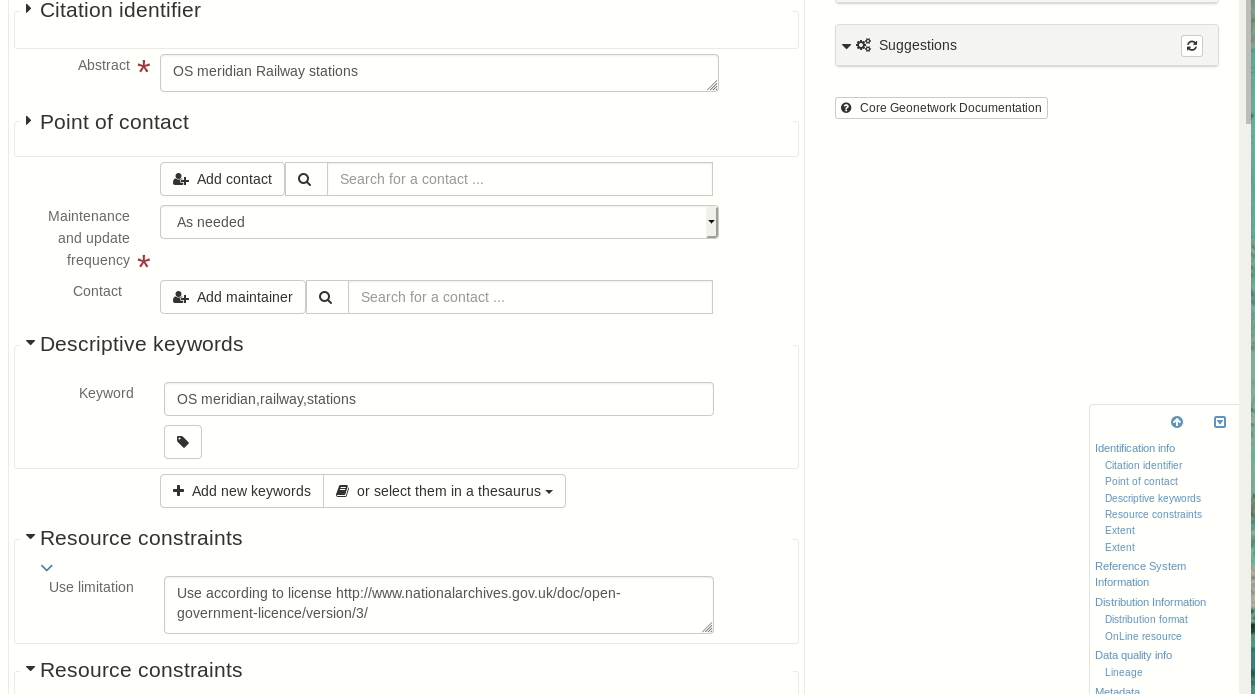 Citation identifier
Abstract *
OS meridian Railway stations
Point of contact
Add contact
Search for a contact ...
Maintenance
and update
frequency *
As needed
Contact
Add maintainer
Search for a contact ...
Descriptive keywords
Keyword
OS meridian,railway,stations
Add new keywords
or select them in a thesaurus
Resource constraints
Use limitation
Use according to license http://www.nationalarchives.gov.uk/doc/open-
government-licence/version/3/
Resource constraints
Suggestions
Core Geonetwork Documentation
Identification info
Citation identifier
Point of contact
Descriptive keywords
Resource constraints
Extent
Extent
Reference System
Information
Distribution Information
Distribution format
OnLine resource
Data quality info
Lineage
Metadata